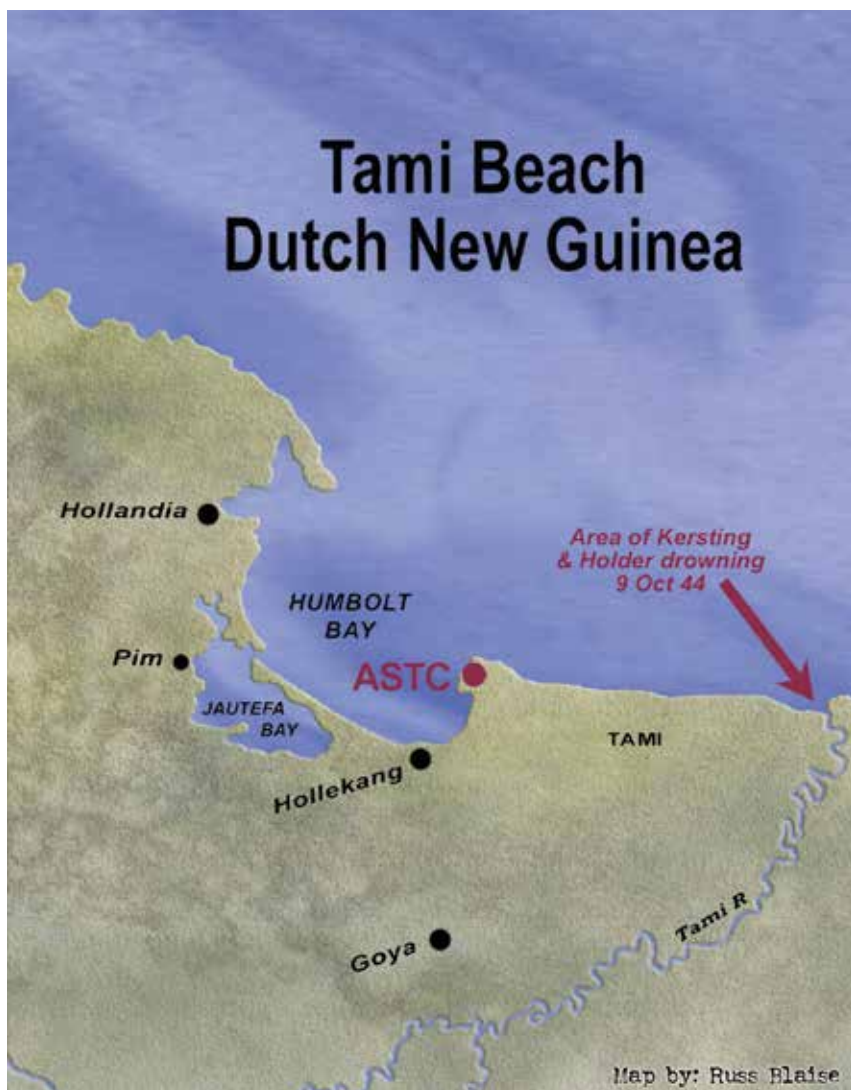 Tami Beach
Dutch New Guinea
Hollandia
Area of Kersting
& Holder drowning
9 Oct 44
HUMBOLT
BAY
Pim
ASTC
JAUTEFA
BAY
TAMI
Hollekang
Tami R
Goya
Map by: Russ Blaise